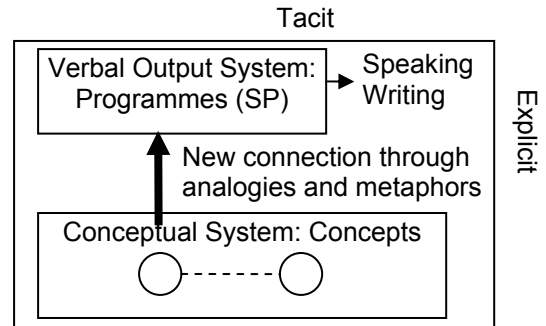 Tacit
Verbal Output System:
Programmes (SP)
Speaking
Writing
New connection through
analogies and metaphors
Conceptual System: Concepts
Explicit